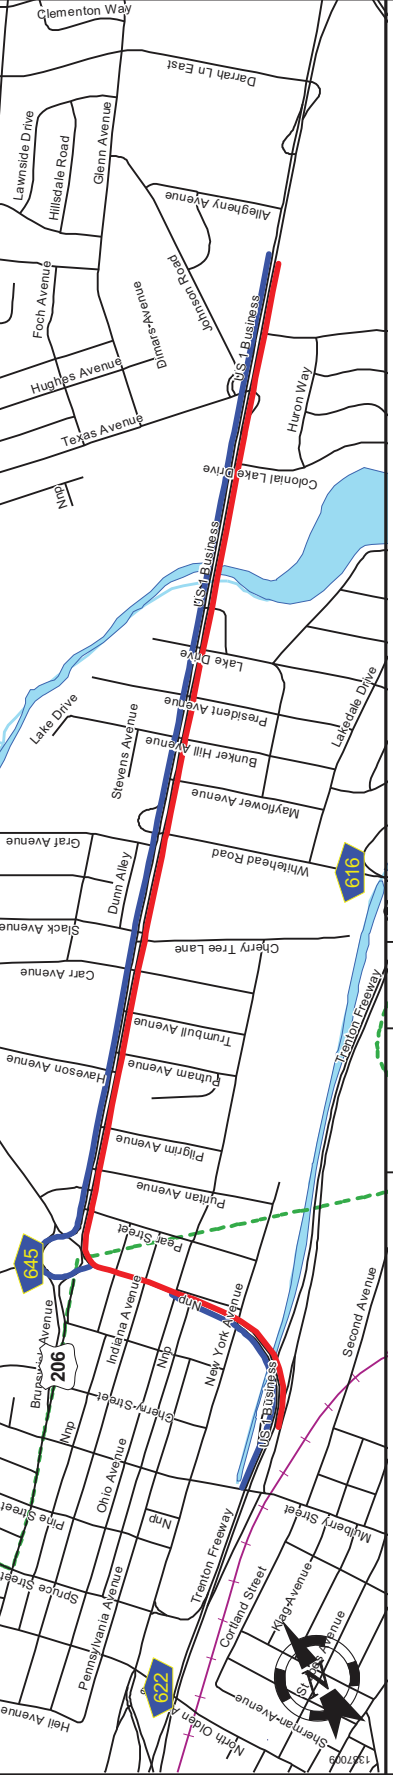 Clementon Way
Darrah Ln East
Lawnside Drive
Hillsdale Road
Glenn Avenue
Allegheny Avenue
Foch Avenue
Johnson Road
Dimars Avenue
US 1 Business
Hughes Avenue
Huron Way
Texas Avenue
Colonial Lake Drive
Nnp
US 1 Business
Lake Drive
Lake Drive
President Avenue
Lakedale Drive
Stevens Avenue
Bunker Hill Avenue
Mayflower Avenue
Graf Avenue
Whitehead Road
616
Dunn Alley
Slack Avenue
Cherry Tree Lane
Carr Avenue
Trenton Freeway
Trumbull Avenue
Haveson Avenue
Putnam Avenue
Pilgrim Avenue
Puritan Avenue
Pear Street
645
Indiana Avenue
Nnp
New York Avenue
Second Avenue
206
Nnp
Cherry Street
US 1 Business
Nnp
Ohio Avenue
Pine Street
Nnp
Mulberry Street
Trenton Freeway
Spruce Street
Pennsylvania Avenue
Cortland Street
Klag Avenue
622
Heil Avenue
North Olden A
Sherman Avenue
N
1387009